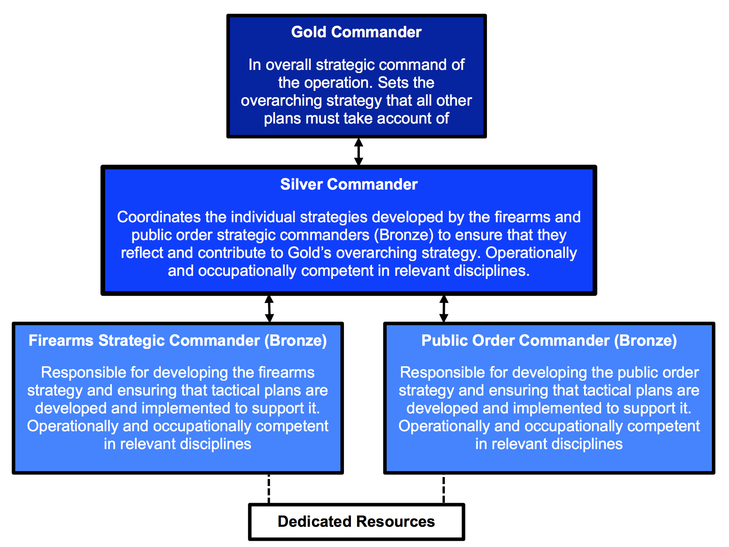 Gold Commander
In overall strategic command of
the operation. Sets the
overarching strategy that all other
plans must take account of
Silver Commander
Coordinates the individual strategies developed by the firearms and
public order strategic commanders (Bronze) to ensure that they
reflect and contribute to Gold's overarching strategy. Operationally
and occupationally competent in relevant disciplines.
Firearms Strategic Commander (Bronze)
Responsible for developing the firearms
strategy and ensuring that tactical plans are
developed and implemented to support it.
Operationally and occupationally competent
in relevant disciplines
Public Order Commander (Bronze)
Responsible for developing the public order
strategy and ensuring that tactical plans are
developed and implemented to support it.
Operationally and occupationally competent
in relevant disciplines
Dedicated Resources